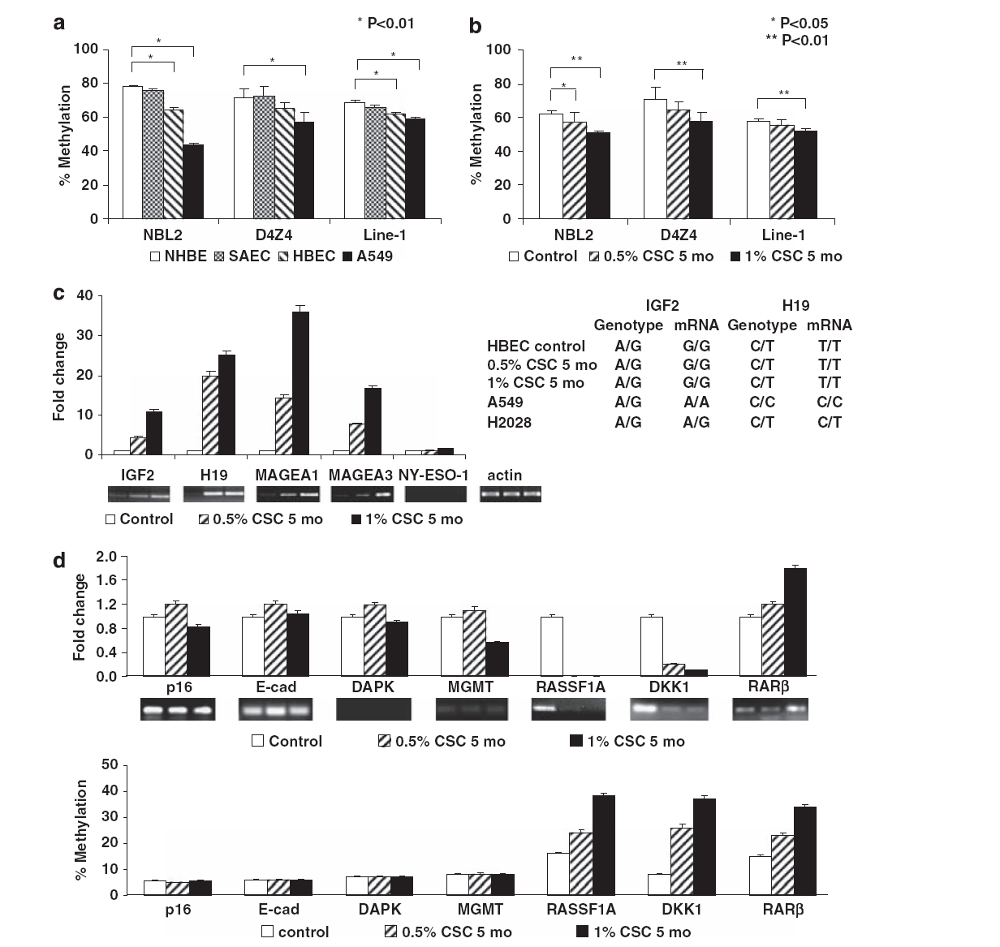 a
* P<0.01
100
80
60
40
20
0
% Methylation
*
*
*
*
*
NBL2 D4Z4 Line-1
NHBE SAEC HBEC A549
b
* P<0.05
** P<0.01
100
80
60
40
20
0
% Methylation
**
*
**
**
NBL2 D4Z4 Line-1
Control 0.5% CSC 5 mo 1% CSC 5 mo
c
40
30
20
10
0
Fold change
IGF2 H19 MAGEA1 MAGEA3 NY-ESO-1 actin
Control 0.5% CSC 5 mo 1% CSC 5 mo
IGF2 H19
Genotype mRNA Genotype mRNA
HBEC control A/G G/G C/T T/T
0.5% CSC 5 mo A/G G/G C/T T/T
1% CSC 5 mo A/G G/G C/T T/T
A549 A/G A/A C/C C/C
H2028 A/G A/G C/T C/T
d
2.0
1.6
1.2
0.8
0.4
0.0
Fold change
p16 E-cad DAPK MGMT RASSF1A DKK1 RARβ
Control 0.5% CSC 5 mo 1% CSC 5 mo
50
40
30
20
10
0
% Methylation
p16 E-cad DAPK MGMT RASSF1A DKK1 RARβ
control 0.5% CSC 5 mo 1% CSC 5 mo